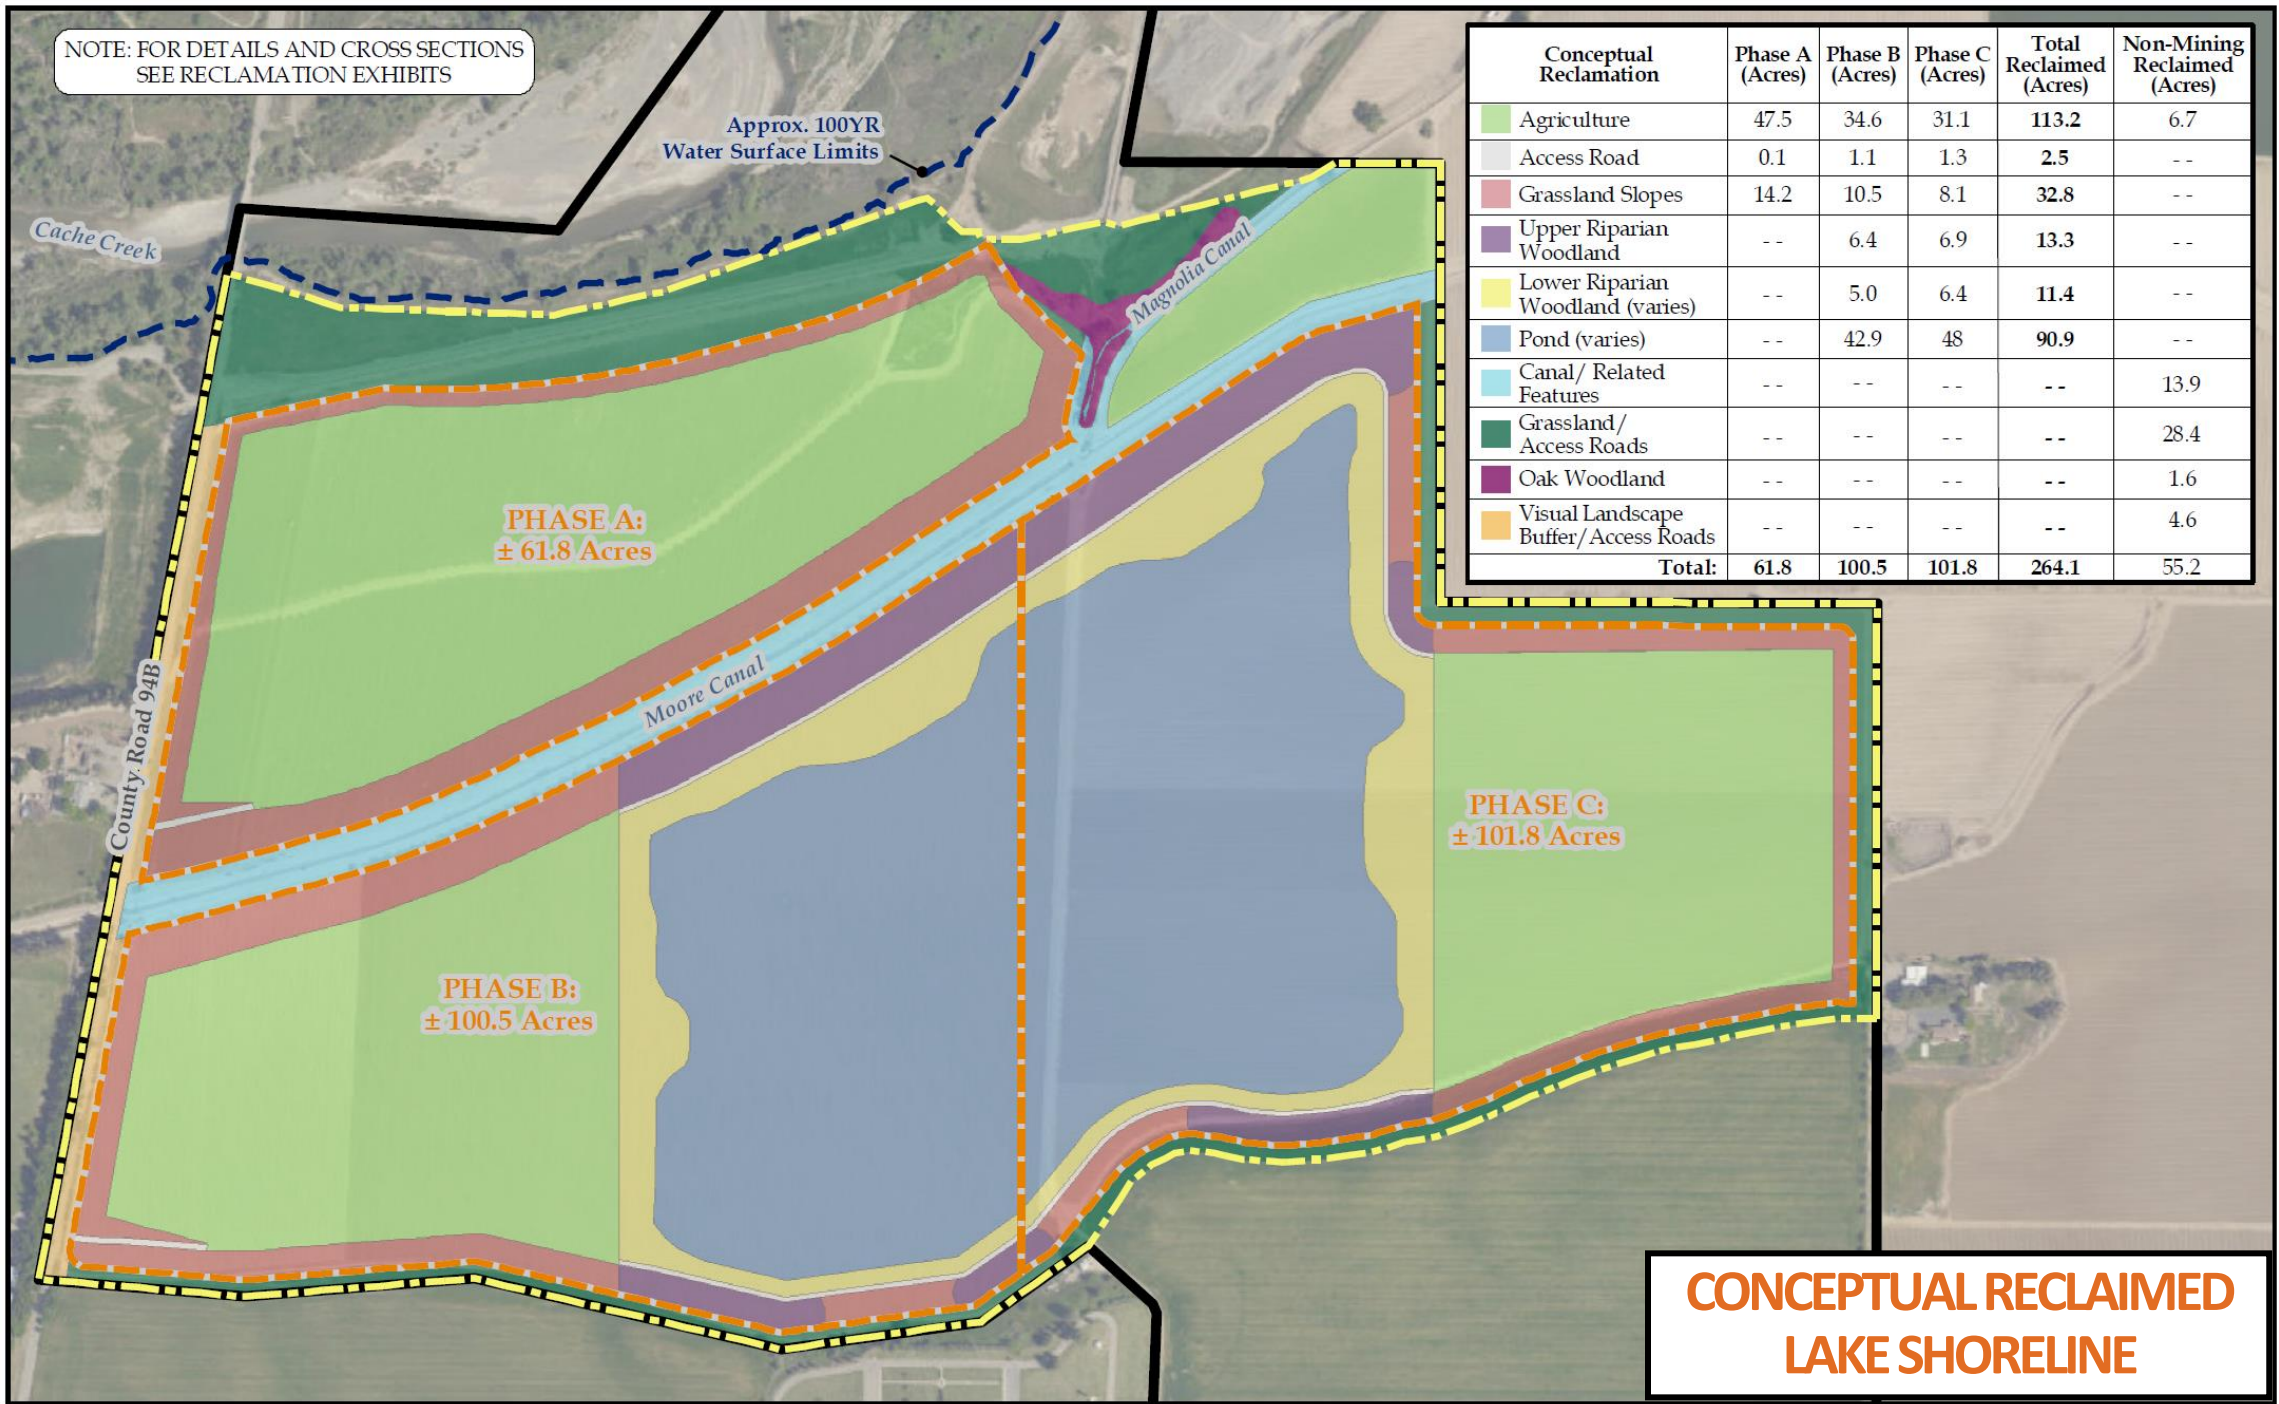 NOTE: FOR DETAILS AND CROSS SECTIONS
SEE RECLAMATION EXHIBITS
Approx. 100YR
Water Surface Limits
Cache Creek
Magnolia Canal
Moore Canal
County Road 94B
PHASE A:
± 61.8 Acres
PHASE B:
± 100.5 Acres
PHASE C:
± 101.8 Acres
Conceptual Reclamation Phase A (Acres) Phase B (Acres) Phase C (Acres) Total Reclaimed (Acres) Non-Mining Reclaimed (Acres)
Agriculture 47.5 34.6 31.1 113.2 6.7
Access Road 0.1 1.1 1.3 2.5 - -
Grassland Slopes 14.2 10.5 8.1 32.8 - -
Upper Riparian Woodland - - 6.4 6.9 13.3 - -
Lower Riparian Woodland (varies) - - 5.0 6.4 11.4 - -
Pond (varies) - - 42.9 48 90.9 - -
Canal/ Related Features - - - - - - - - 13.9
Grassland/ Access Roads - - - - - - - - 28.4
Oak Woodland - - - - - - - - 1.6
Visual Landscape Buffer/Access Roads - - - - - - - - 4.6
Total: 61.8 100.5 101.8 264.1 55.2
CONCEPTUAL RECLAIMED
LAKE SHORELINE